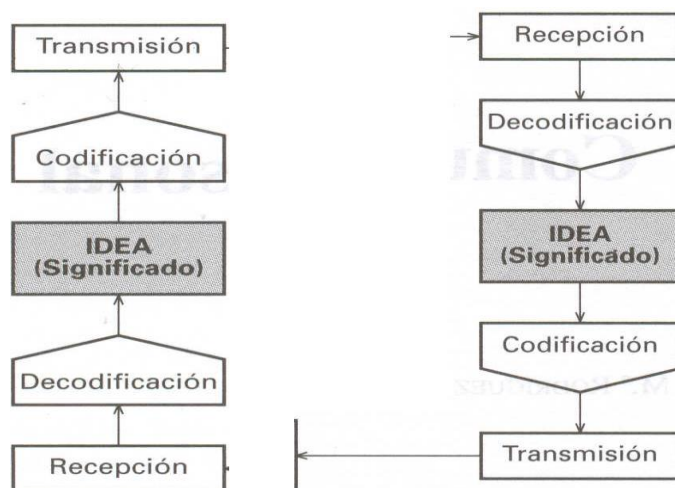 Transmisión
Codificación
IDEA
(Significado)
Decodificación
Recepción
Recepción
Decodificación
IDEA
(Significado)
Codificación
Transmisión